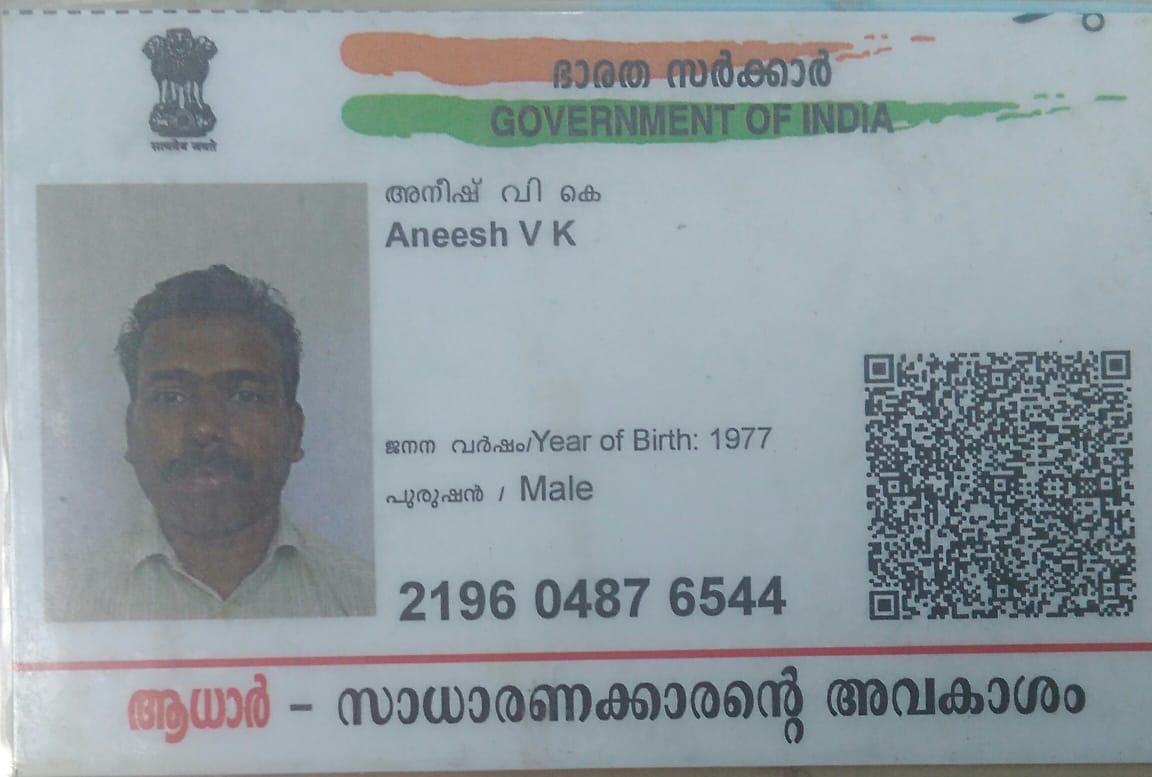 ഭാരത സർക്കാർ
GOVERNMENT OF INDIA
सत्यमेव जयते
അനീഷ് വി കെ
Aneesh V K
ജനന വർഷം/Year of Birth: 1977
പുരുഷൻ / Male
2196 0487 6544
ആധാർ - സാധാരണക്കാരന്റെ അവകാശം